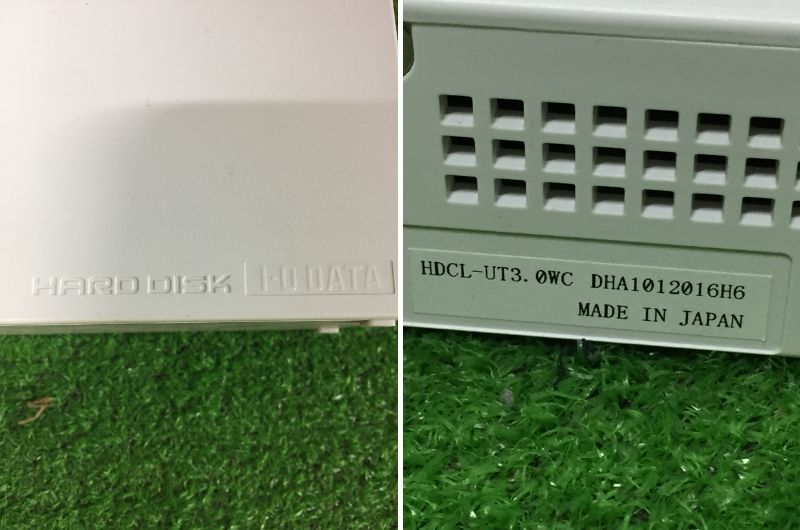 HARD DISK I-O DATA
HDCL-UT3.0WC DHA1012016H6
MADE IN JAPAN